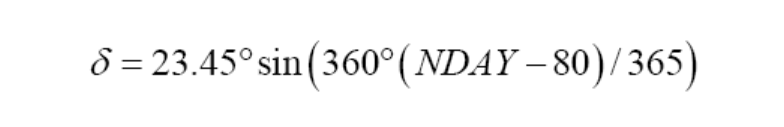 δ = 23.45° sin(360°(NDAY − 80)/365)